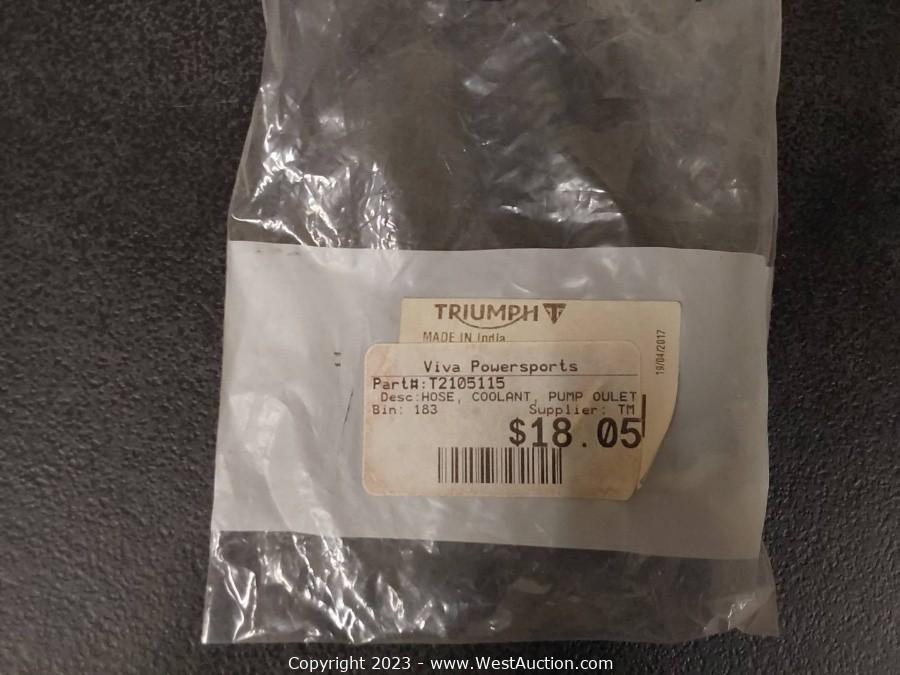 TRIUMPH
MADE IN India
19/04/2017
Viva Powersports
Part#:T2105115
Desc:HOSE, COOLANT, PUMP OULET
Bin: 183 Supplier: TM
$18.05
Copyright 2023 - www.WestAuction.com